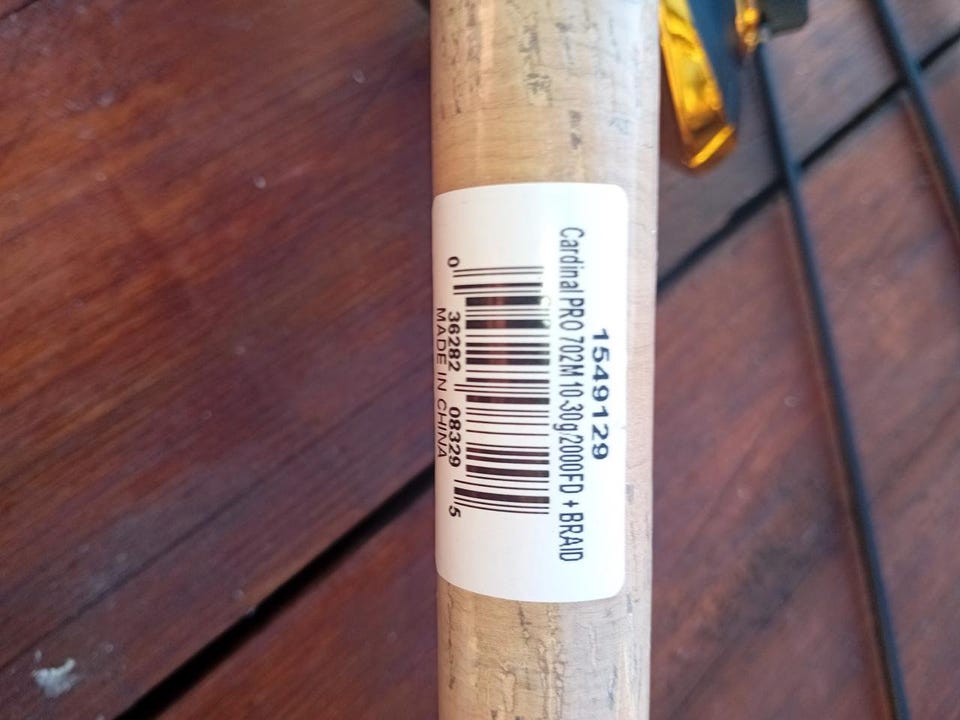 1549129
Cardinal PRO 702M 10-30g/2000FD + BRAID
0 36282 08329 5
MADE IN CHINA